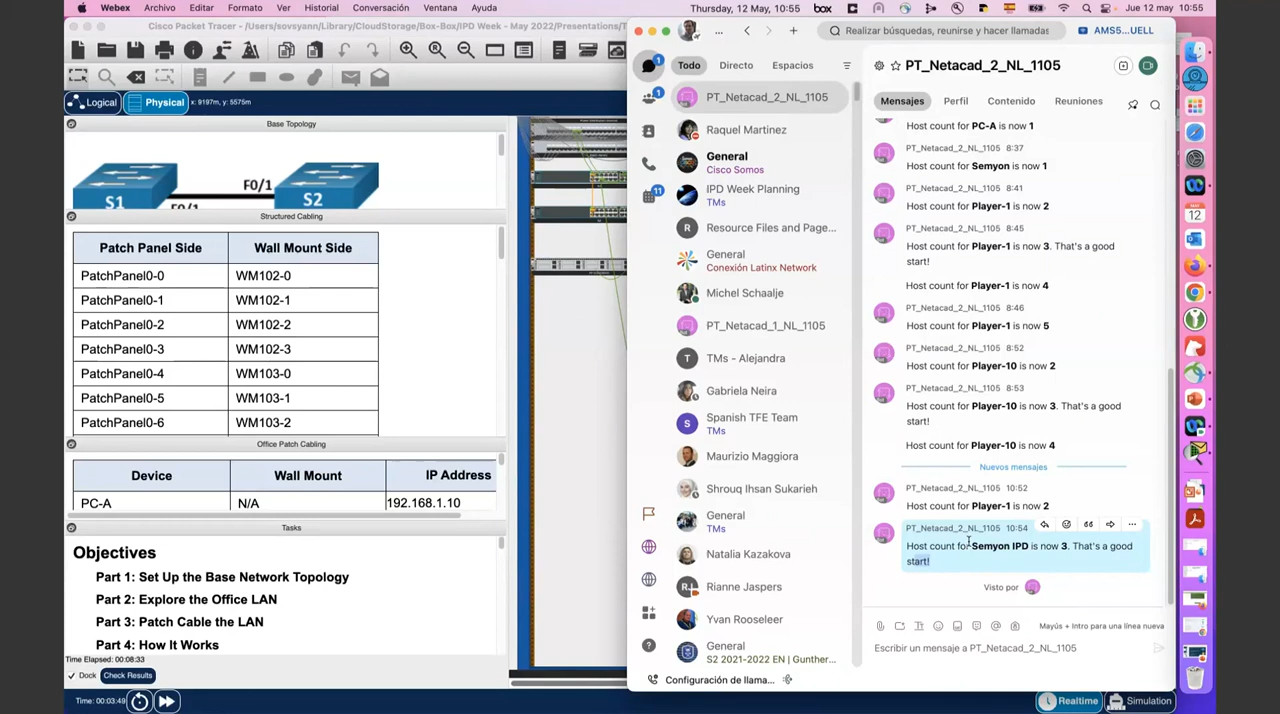 Webex Archivo Editar Formato Ver Historial Conversación Ventana Ayuda
box
Thursday, 12 May, 10:55
Jue 12 may 10:55
Cisco Packet Tracer - /Users/sovsyann/Library/CloudStorage/Box-Box/IPD Week - May 2022/Presentations/T
Logical
Physical
x: 9197m, y: 5575m
Base Topology
S1
F0/1
F0/1
S2
Structured Cabling
Patch Panel Side Wall Mount Side
PatchPanel0-0 WM102-0
PatchPanel0-1 WM102-1
PatchPanel0-2 WM102-2
PatchPanel0-3 WM102-3
PatchPanel0-4 WM103-0
PatchPanel0-5 WM103-1
PatchPanel0-6 WM103-2
Office Patch Cabling
Device Wall Mount IP Address
PC-A N/A 192.168.1.10
Tasks
Objectives
Part 1: Set Up the Base Network Topology
Part 2: Explore the Office LAN
Part 3: Patch Cable the LAN
Part 4: How It Works
Time Elapsed: 00:08:33
Dock Check Results
Time: 00:03:49
Realtime
Simulation
Realizar búsquedas, reunirse y hacer llamadas
AMS5...UELL
1
1
11
Todo Directo Espacios
PT_Netacad_2_NL_1105
Raquel Martinez
General
Cisco Somos
IPD Week Planning
TMs
R Resource Files and Page...
General
Conexión Latinx Network
Michel Schaalje
PT_Netacad_1_NL_1105
T TMs - Alejandra
Gabriela Neira
S Spanish TFE Team
TMs
Maurizio Maggiora
Shrouq Ihsan Sukarieh
General
TMs
Natalia Kazakova
Rianne Jaspers
Yvan Rooseleer
General
S2 2021-2022 EN | Gunther...
Configuración de llama...
PT_Netacad_2_NL_1105
Mensajes Perfil Contenido Reuniones
Host count for PC-A is now 1
PT_Netacad_2_NL_1105 8:37
Host count for Semyon is now 1
PT_Netacad_2_NL_1105 8:41
Host count for Player-1 is now 2
PT_Netacad_2_NL_1105 8:45
Host count for Player-1 is now 3. That's a good
start!
Host count for Player-1 is now 4
PT_Netacad_2_NL_1105 8:46
Host count for Player-1 is now 5
PT_Netacad_2_NL_1105 8:52
Host count for Player-10 is now 2
PT_Netacad_2_NL_1105 8:53
Host count for Player-10 is now 3. That's a good
start!
Host count for Player-10 is now 4
Nuevos mensajes
PT_Netacad_2_NL_1105 10:52
Host count for Player-1 is now 2
PT_Netacad_2_NL_1105 10:54
Host count for Semyon IPD is now 3. That's a good
start!
Visto por
Mayús + Intro para una línea nueva
Escribir un mensaje a PT_Netacad_2_NL_1105
MAY
12